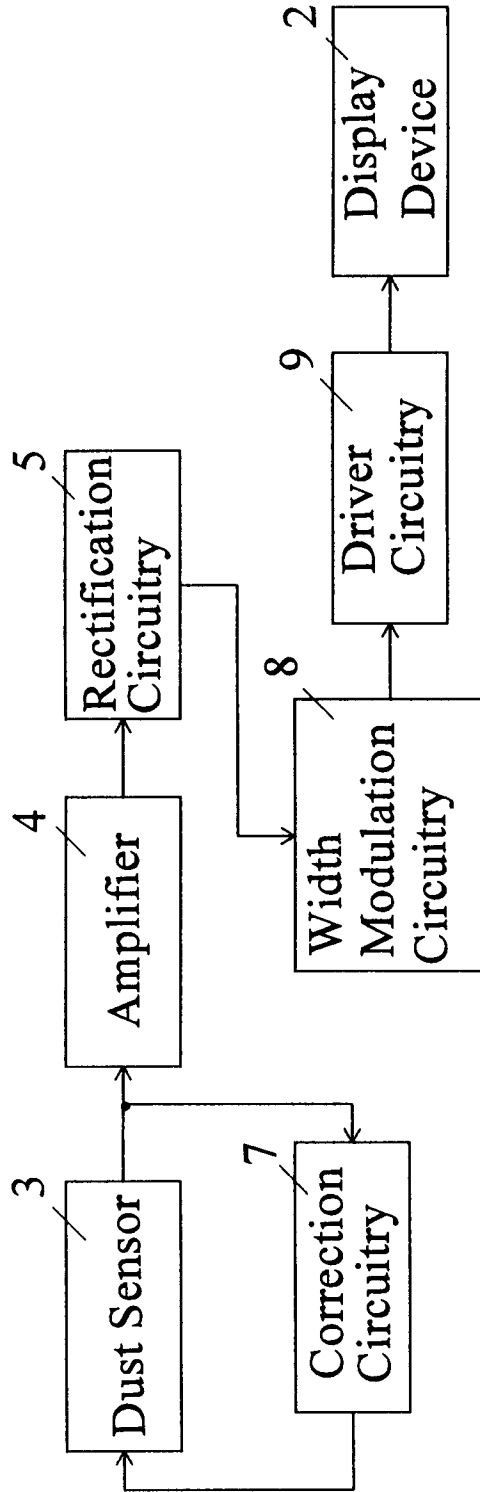 3
Dust Sensor
4
Amplifier
5
Rectification
Circuitry
7
Correction
Circuitry
8
Width
Modulation
Circuitry
9
Driver
Circuitry
2
Display
Device